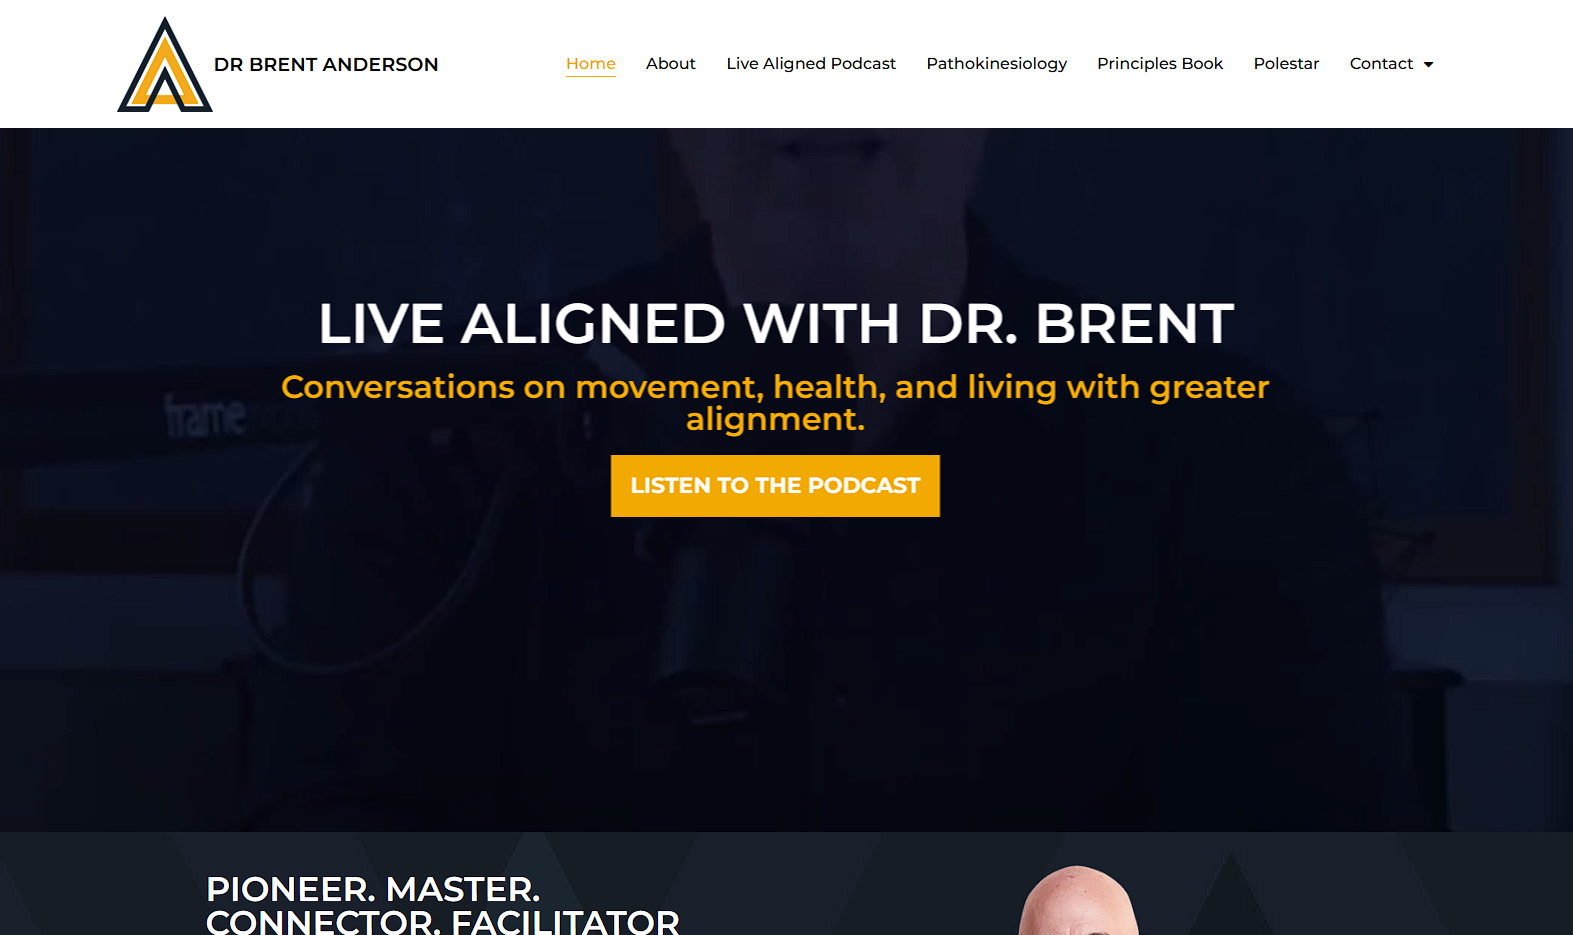 DR BRENT ANDERSON
Home About Live Aligned Podcast Pathokinesiology Principles Book Polestar Contact
LIVE ALIGNED WITH DR. BRENT
Conversations on movement, health, and living with greater
alignment.
frameworks
LISTEN TO THE PODCAST
PIONEER. MASTER.
CONNECTOR. FACILITATOR